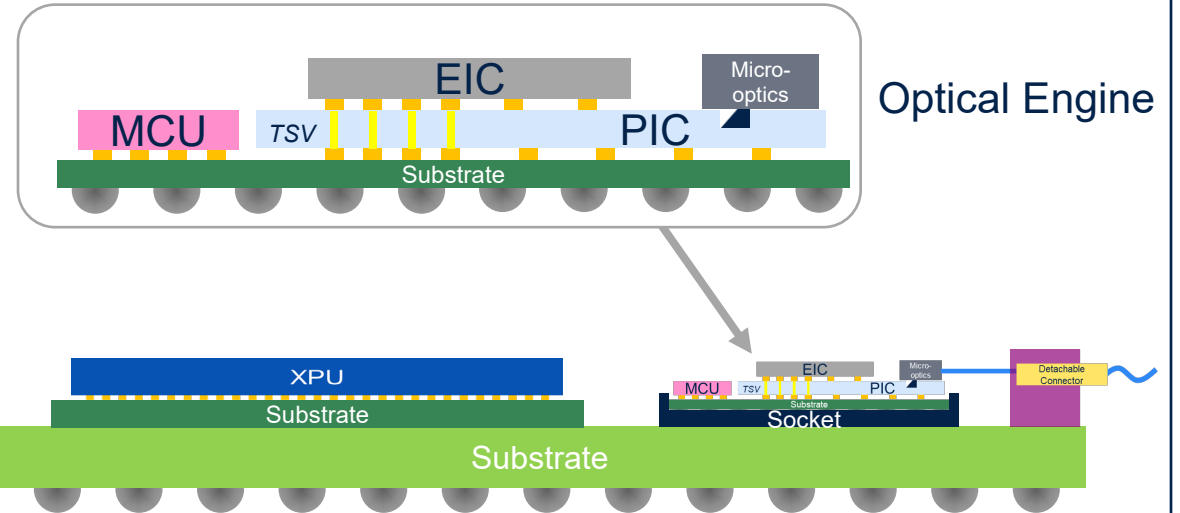 EIC
Micro-
optics
Optical Engine
MCU
TSV
PIC
Substrate
XPU
EIC
Micro-
optics
Detachable
Connector
MCU
TSV
PIC
Substrate
Substrate
Socket
Substrate